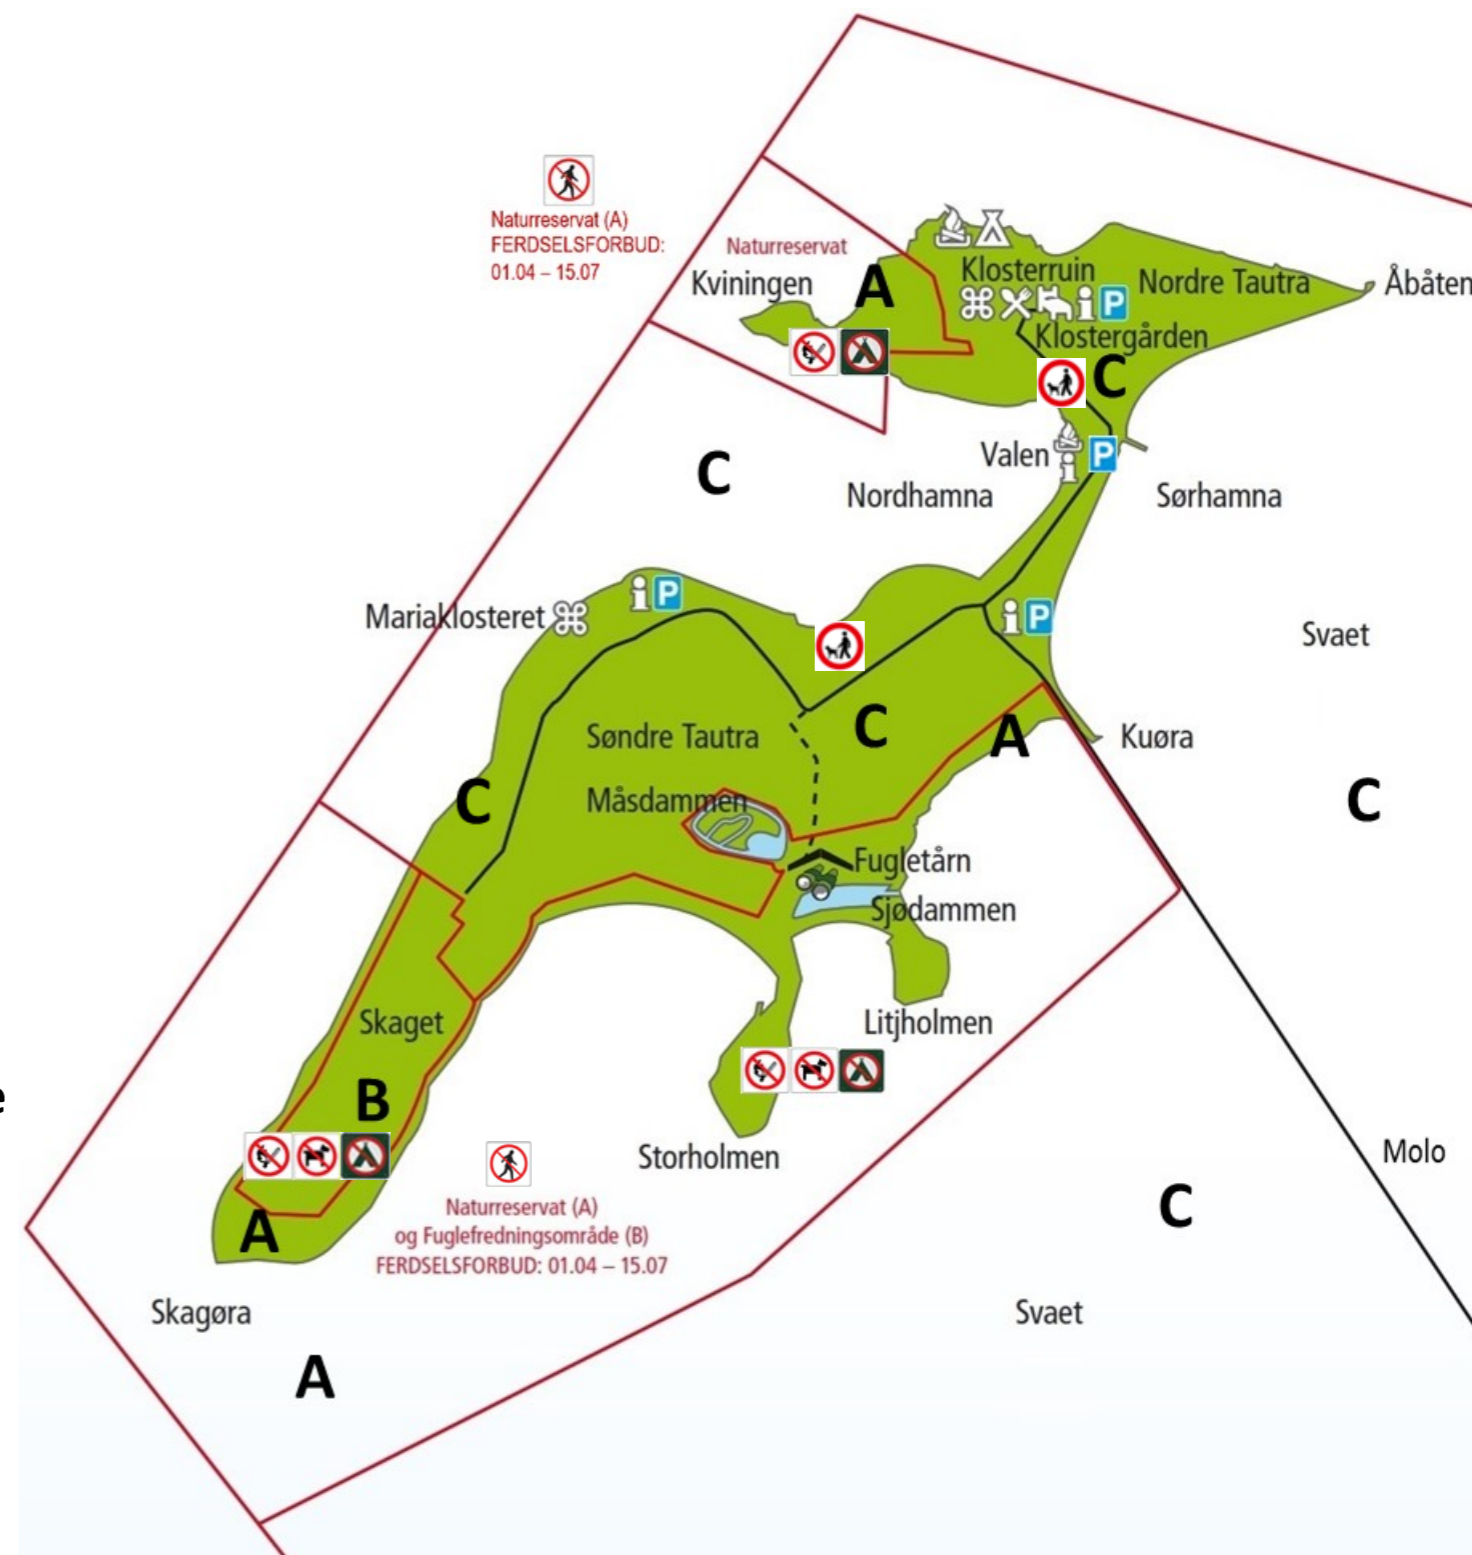 Naturreservat (A)
FERDSELSFORBUD:
01.04 – 15.07
Naturreservat
Kviningen
A
Klosterruin
Nordre Tautra
Åbåten
P
Klostergården
C
Valen
P
C
Nordhamna
Sørhamna
Mariaklosteret
P
P
Svaet
C
A
Søndre Tautra
Kuøra
C
Måsdammen
C
Fugletårn
Sjødammen
Skaget
Litjholmen
B
e
Storholmen
Molo
Naturreservat (A)
og Fuglefredningsområde (B)
FERDSELSFORBUD: 01.04 – 15.07
C
A
Skagøra
Svaet
A